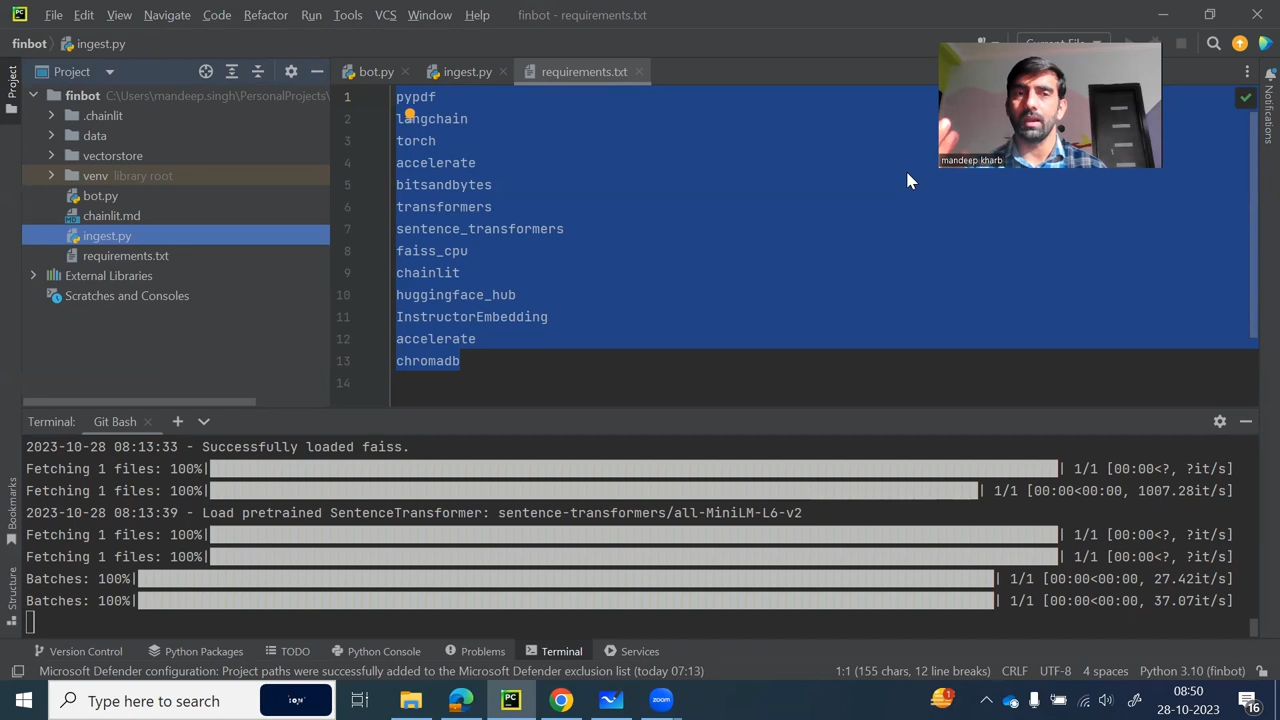 PC File Edit View Navigate Code Refactor Run Tools VCS Window Help finbot - requirements.txt
finbot ingest.py
Project
bot.py ingest.py requirements.txt
finbot C:\Users\mandeep.singh\PersonalProjects\
.chainlit
data
vectorstore
venv library root
bot.py
chainlit.md
ingest.py
requirements.txt
External Libraries
Scratches and Consoles
Project
Bookmarks
Structure
Notifications
1 pypdf
2 langchain
3 torch
4 accelerate
5 bitsandbytes
6 transformers
7 sentence_transformers
8 faiss_cpu
9 chainlit
10 huggingface_hub
11 InstructorEmbedding
12 accelerate
13 chromadb
14
mandeep kharb
Terminal: Git Bash
2023-10-28 08:13:33 - Successfully loaded faiss.
Fetching 1 files: 100%| | 1/1 [00:00<?, ?it/s]
Fetching 1 files: 100%| | 1/1 [00:00<00:00, 1007.28it/s]
2023-10-28 08:13:39 - Load pretrained SentenceTransformer: sentence-transformers/all-MiniLM-L6-v2
Fetching 1 files: 100%| | 1/1 [00:00<?, ?it/s]
Fetching 1 files: 100%| | 1/1 [00:00<?, ?it/s]
Batches: 100%| | 1/1 [00:00<00:00, 27.42it/s]
Batches: 100%| | 1/1 [00:00<00:00, 37.07it/s]
Version Control Python Packages TODO Python Console Problems Terminal Services
Microsoft Defender configuration: Project paths were successfully added to the Microsoft Defender exclusion list (today 07:13) 1:1 (155 chars, 12 line breaks) CRLF UTF-8 4 spaces Python 3.10 (finbot)
Type here to search
PC
zoom
1
08:50
28-10-2023
16